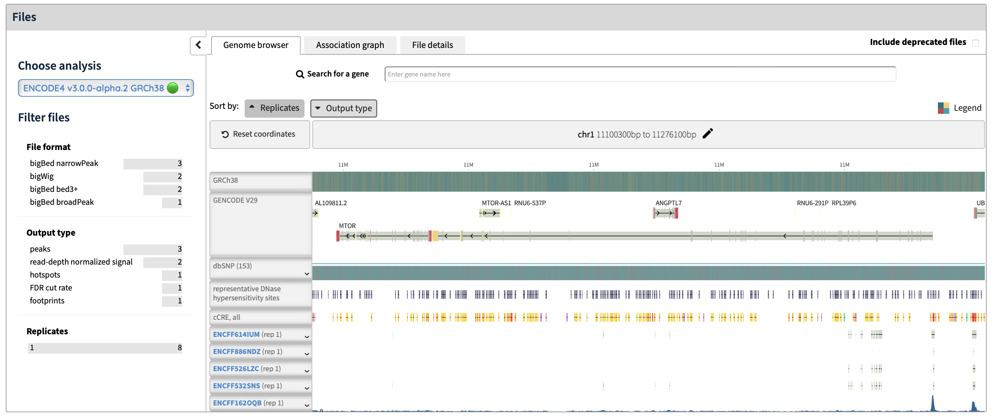 Files
Genome browser
Association graph
File details
Include deprecated files
Choose analysis
ENCODE4 v3.0.0-alpha.2 GRCh38
Filter files
File format
bigBed narrowPeak 3
bigWig 2
bigBed bed3+ 2
bigBed broadPeak 1
Output type
peaks 3
read-depth normalized signal 2
hotspots 1
FDR cut rate 1
footprints 1
Replicates
1 8
Search for a gene
Enter gene name here
Sort by:
Replicates
Output type
Legend
Reset coordinates
chr1 11100300bp to 11276100bp
11M 11M 11M 11M 11M
GRCh38
GENCODE V29
AL109811.2 MTOR-AS1 RNU6-537P ANGPTL7 RNU6-291P RPL39P6 UB
MTOR
dbSNP (153)
representative DNase
hypersensitivity sites
cCRE, all
ENCFF614IUM (rep 1)
ENCFF886NDZ (rep 1)
ENCFF526LZC (rep 1)
ENCFF532SNS (rep 1)
ENCFF162OQB (rep 1)